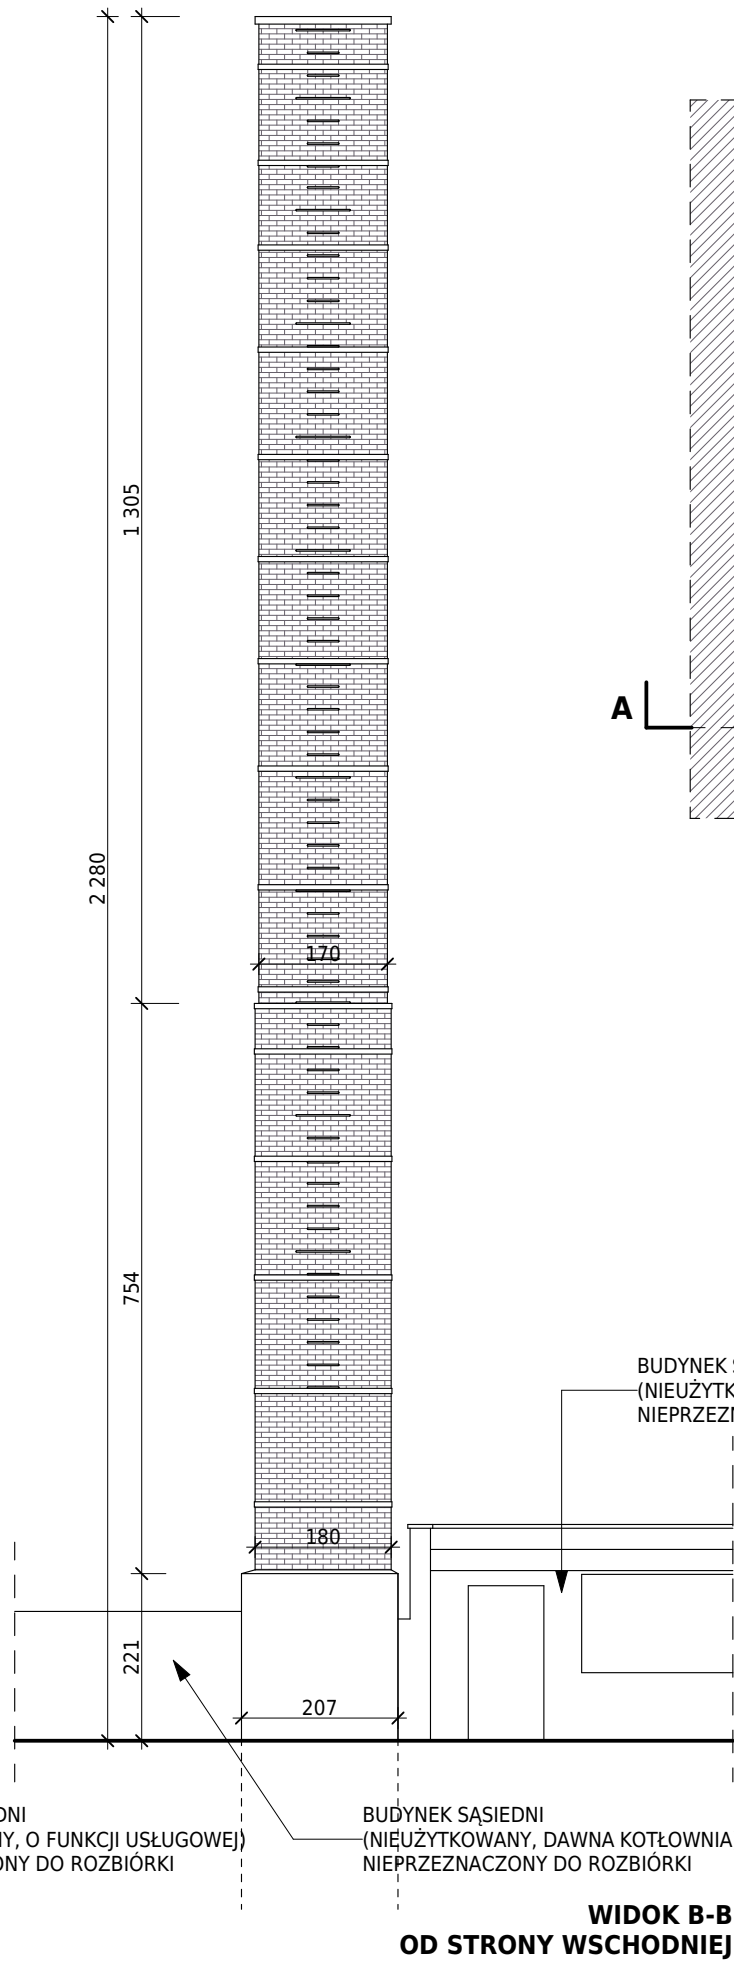 1 305
A
2 280
170
754
BUDYNEK
(NIEUŻYTK
NIEPRZEZN
180
221
207
DNI
NY, O FUNKCJI USŁUGOWEJ)
ONY DO ROZBIÓRKI
BUDYNEK SĄSIEDNI
(NIEUŻYTKOWANY, DAWNA KOTŁOWNIA
NIEPRZEZNACZONY DO ROZBIÓRKI
WIDOK B-B
OD STRONY WSCHODNIEJ